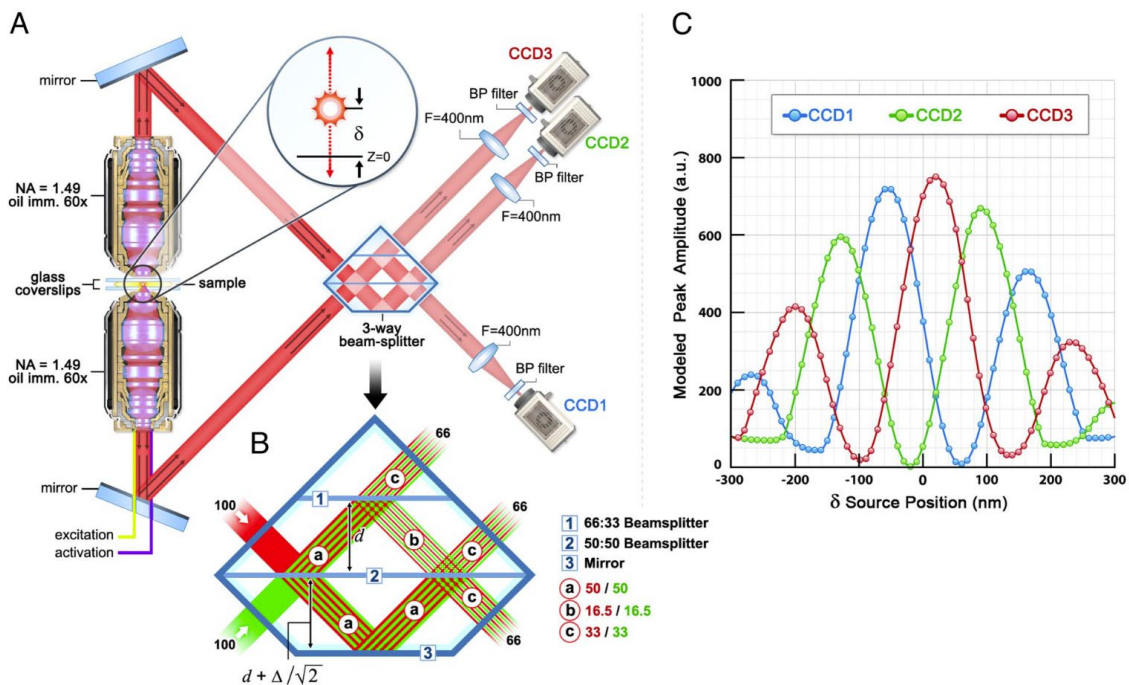 A
mirror
NA = 1.49
oil imm. 60x
glass
coverslips
sample
NA = 1.49
oil imm. 60x
mirror
excitation
activation
δ
Z=0
CCD3
BP filter
F=400nm
CCD2
BP filter
F=400nm
3-way
beam-splitter
F=400nm
BP filter
CCD1
B
66
c
1
100
d
66
a
b
c
2
a
a
c
100
66
3
d + Δ/√2
1 66:33 Beamsplitter
2 50:50 Beamsplitter
3 Mirror
a 50 / 50
b 16.5 / 16.5
c 33 / 33
C
1000
800
600
400
200
0
Modeled Peak Amplitude (a.u.)
CCD1 CCD2 CCD3
-300 -200 -100 0 100 200 300
δ Source Position (nm)